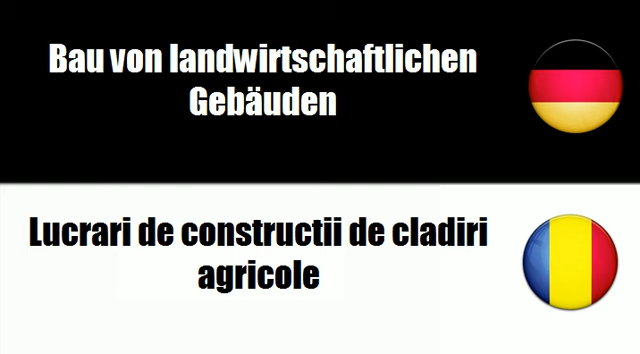 Bau von landwirtschaftlichen
Gebäuden
Lucrari de constructii de cladiri
agricole